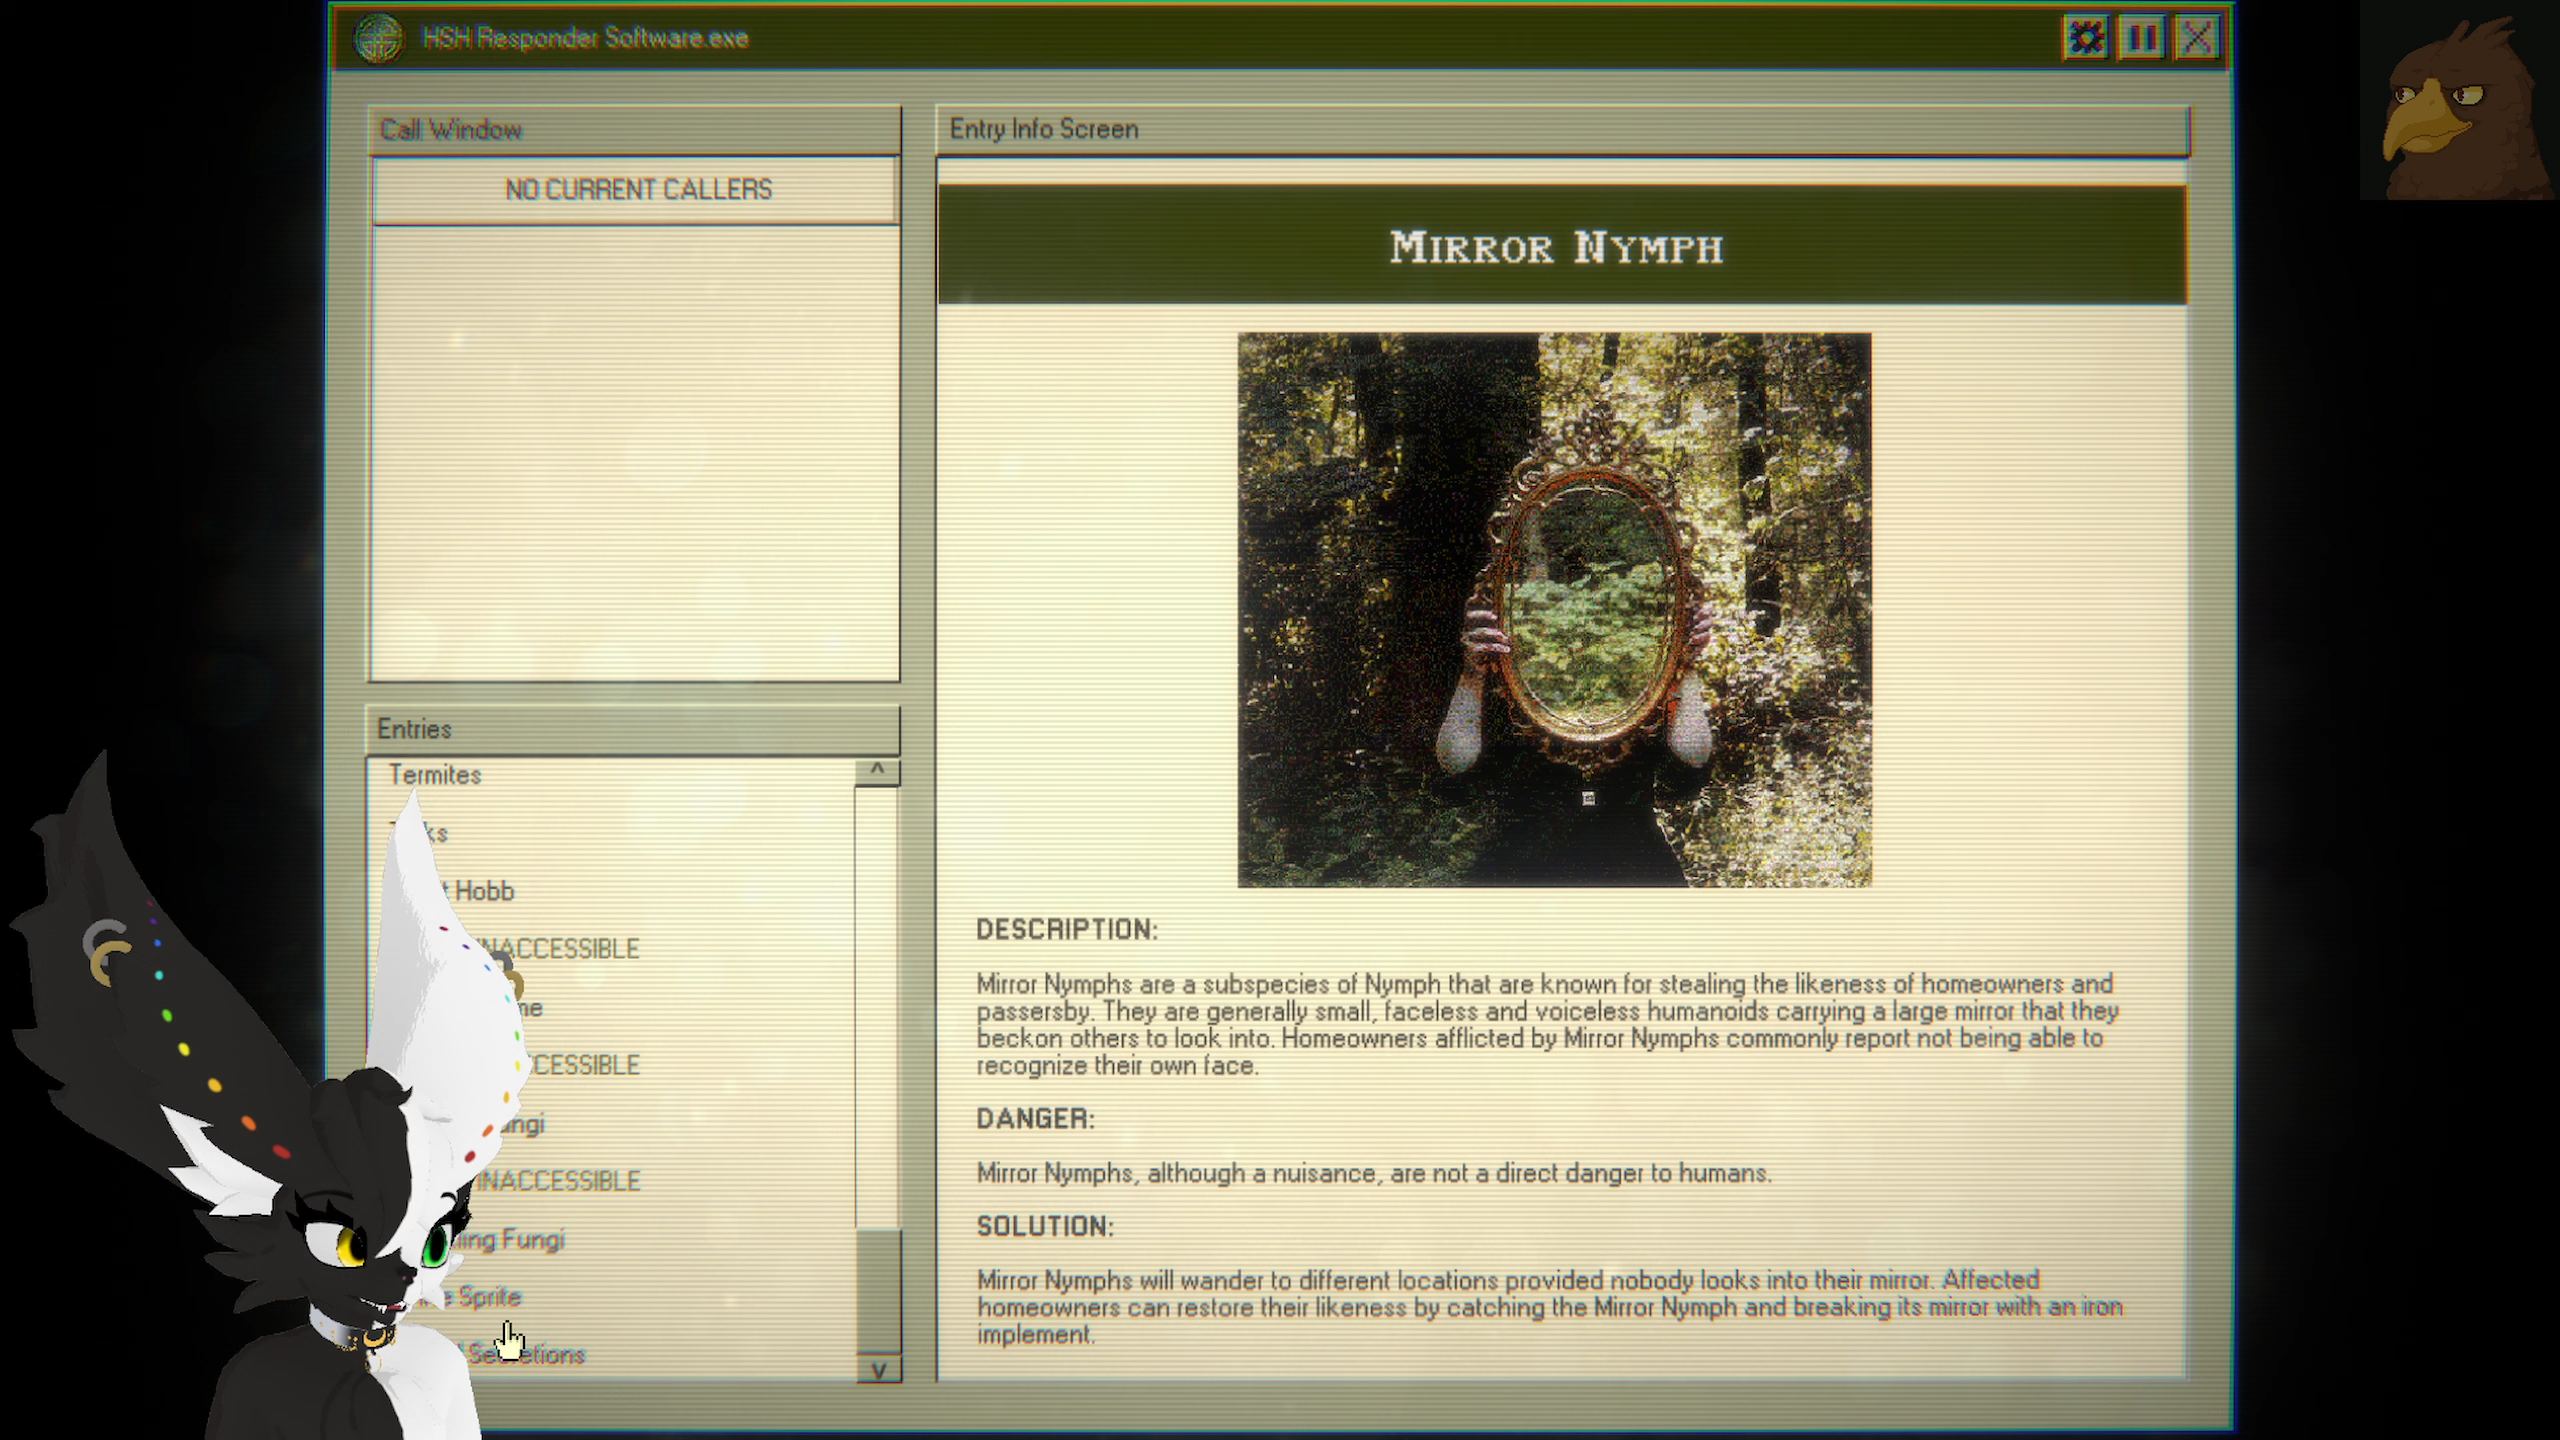 HSH Responder Software.exe
Call Window
NO CURRENT CALLERS
Entries
Termites
Hobb
INACCESSIBLE
INACCESSIBLE
Fungi
Sprite
Secretions
Entry Info Screen
MIRROR NYMPH
DESCRIPTION:
Mirror Nymphs are a subspecies of Nymph that are known for stealing the likeness of homeowners and
passersby. They are generally small, faceless and voiceless humanoids carrying a large mirror that they
beckon others to look into. Homeowners afflicted by Mirror Nymphs commonly report not being able to
recognize their own face.
DANGER:
Mirror Nymphs, although a nuisance, are not a direct danger to humans.
SOLUTION:
Mirror Nymphs will wander to different locations provided nobody looks into their mirror. Affected
homeowners can restore their likeness by catching the Mirror Nymph and breaking its mirror with an iron
implement.